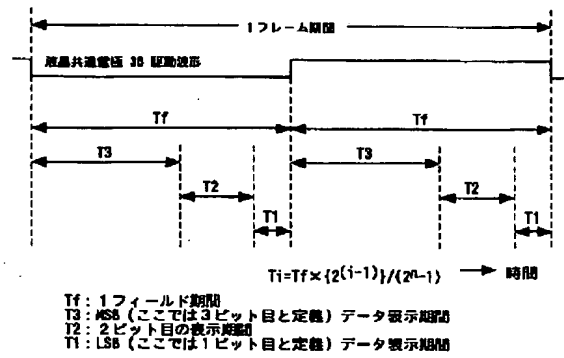 1フレーム期間
液晶共通電極 38 駆動波形
Tf Tf
T3 T3
T2 T2
T1 T1
Ti=Tf×{2^(i-1)}/(2^n-1) 時間
Tf: 1フィールド期間
T3: MSB (ここでは3ビット目と定義) データ表示期間
T2: 2ビット目の表示期間
T1: LSB (ここでは1ビット目と定義) データ表示期間